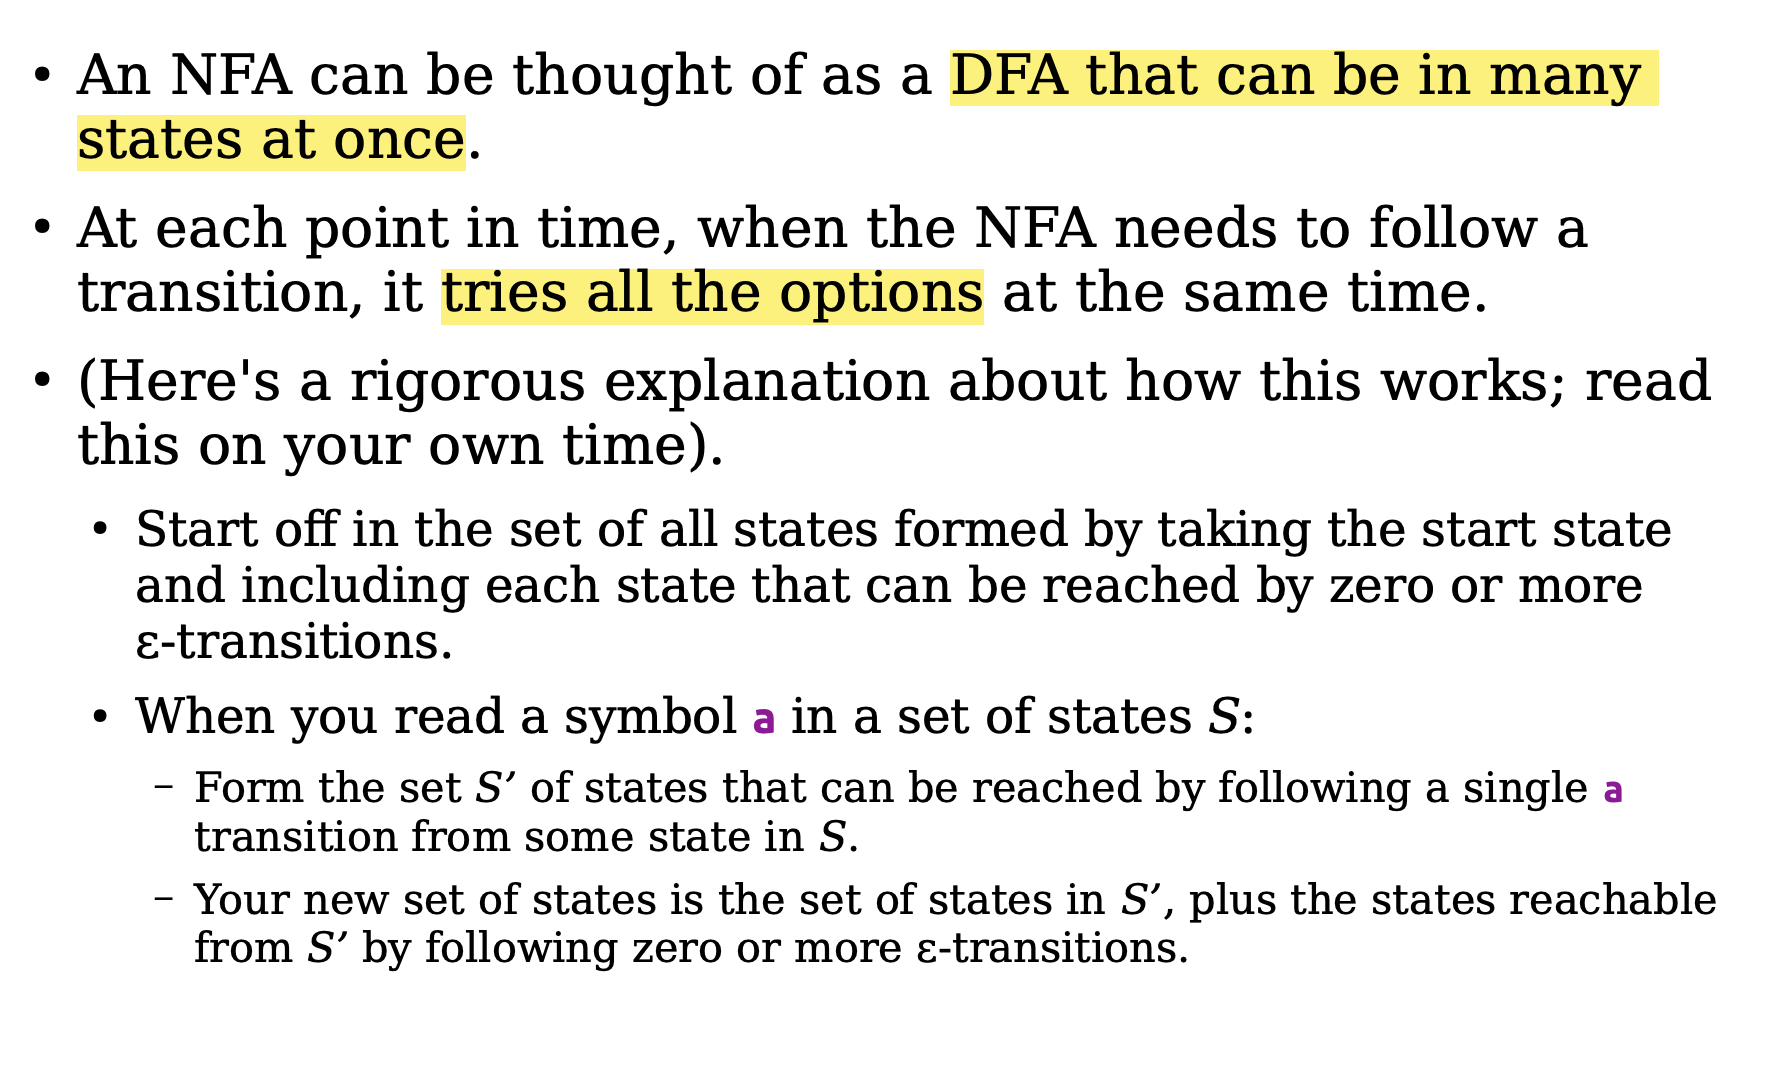 • An NFA can be thought of as a DFA that can be in many
states at once.
• At each point in time, when the NFA needs to follow a
transition, it tries all the options at the same time.
• (Here's a rigorous explanation about how this works; read
this on your own time).
• Start off in the set of all states formed by taking the start state
and including each state that can be reached by zero or more
ε-transitions.
• When you read a symbol a in a set of states S:
– Form the set S’ of states that can be reached by following a single a
transition from some state in S.
– Your new set of states is the set of states in S’, plus the states reachable
from S’ by following zero or more ε-transitions.